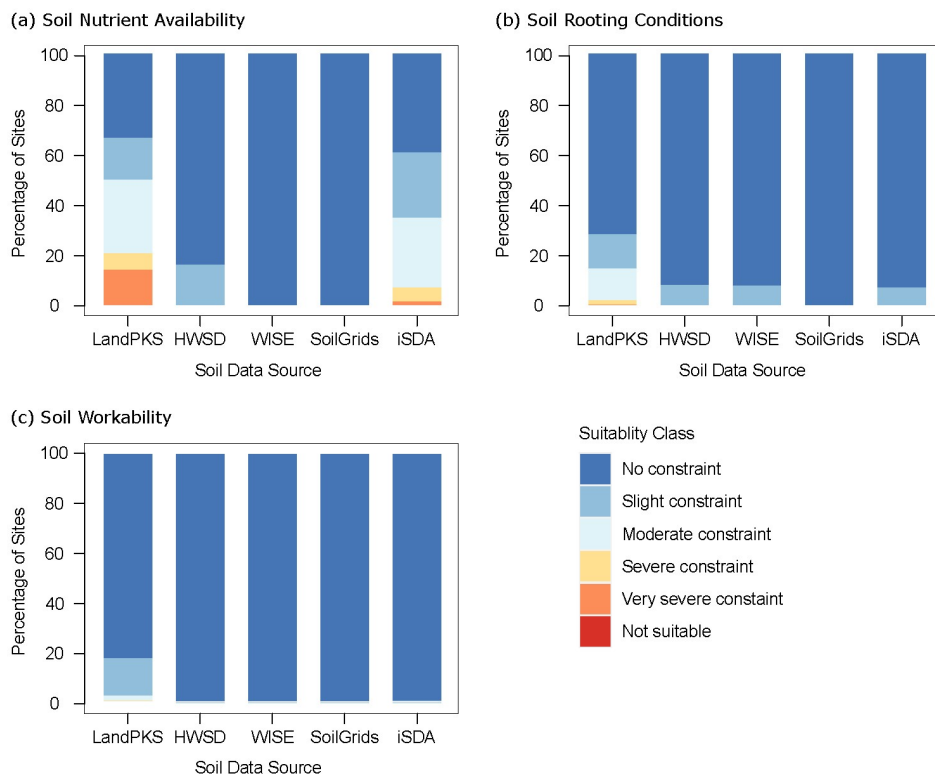 (a) Soil Nutrient Availability
100
80
60
40
20
0
Percentage of Sites
LandPKS HWSD WISE SoilGrids iSDA
Soil Data Source
(b) Soil Rooting Conditions
100
80
60
40
20
0
Percentage of Sites
LandPKS HWSD WISE SoilGrids iSDA
Soil Data Source
(c) Soil Workability
100
80
60
40
20
0
Percentage of Sites
LandPKS HWSD WISE SoilGrids iSDA
Soil Data Source
Suitablity Class
No constraint
Slight constraint
Moderate constraint
Severe constraint
Very severe constaint
Not suitable